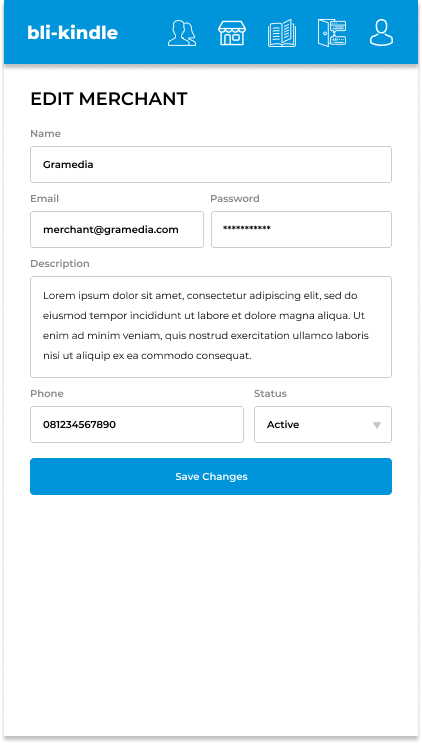 bli-kindle
EDIT MERCHANT
Name
Gramedia
Email
Password
merchant@gramedia.com
***********
Description
Lorem ipsum dolor sit amet, consectetur adipiscing elit, sed do
eiusmod tempor incididunt ut labore et dolore magna aliqua. Ut
enim ad minim veniam, quis nostrud exercitation ullamco laboris
nisi ut aliquip ex ea commodo consequat.
Phone
Status
081234567890
Active
Save Changes